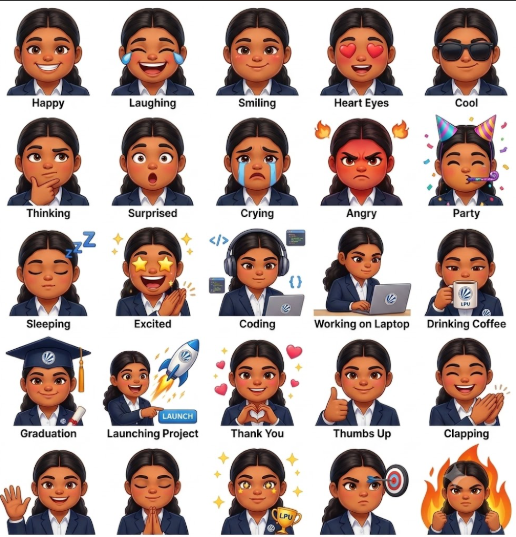 Happy
Laughing
Smiling
Heart Eyes
Cool
Thinking
Surprised
Crying
Angry
Party
zzZ
Sleeping
Excited
</>
{}
Coding
Working on Laptop
LPU
Drinking Coffee
Graduation
LAUNCH
Launching Project
Thank You
Thumbs Up
Clapping
LPU